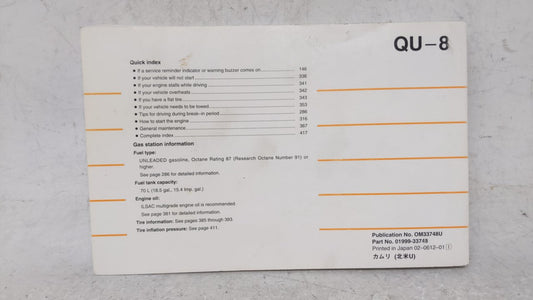 QU–8
Quick index
● If a service reminder indicator or warning buzzer comes on 146
● If your vehicle will not start 338
● If your engine stalls while driving 341
● If your vehicle overheats 342
● If you have a flat tire 343
● If your vehicle needs to be towed 353
● Tips for driving during break-in period 286
● How to start the engine 316
● General maintenance 367
● Complete index 417
Gas station information
Fuel type:
UNLEADED gasoline, Octane Rating 87 (Research Octane Number 91) or
higher.
See page 286 for detailed information.
Fuel tank capacity:
70 L (18.5 gal., 15.4 Imp. gal.)
Engine oil:
ILSAC multigrade engine oil is recommended.
See page 381 for detailed information.
Tire information: See pages 385 through 393.
Tire inflation pressure: See page 411.
Publication No. OM33748U
Part No. 01999-33748
Printed in Japan 02-0612-01
カムリ (北米U)